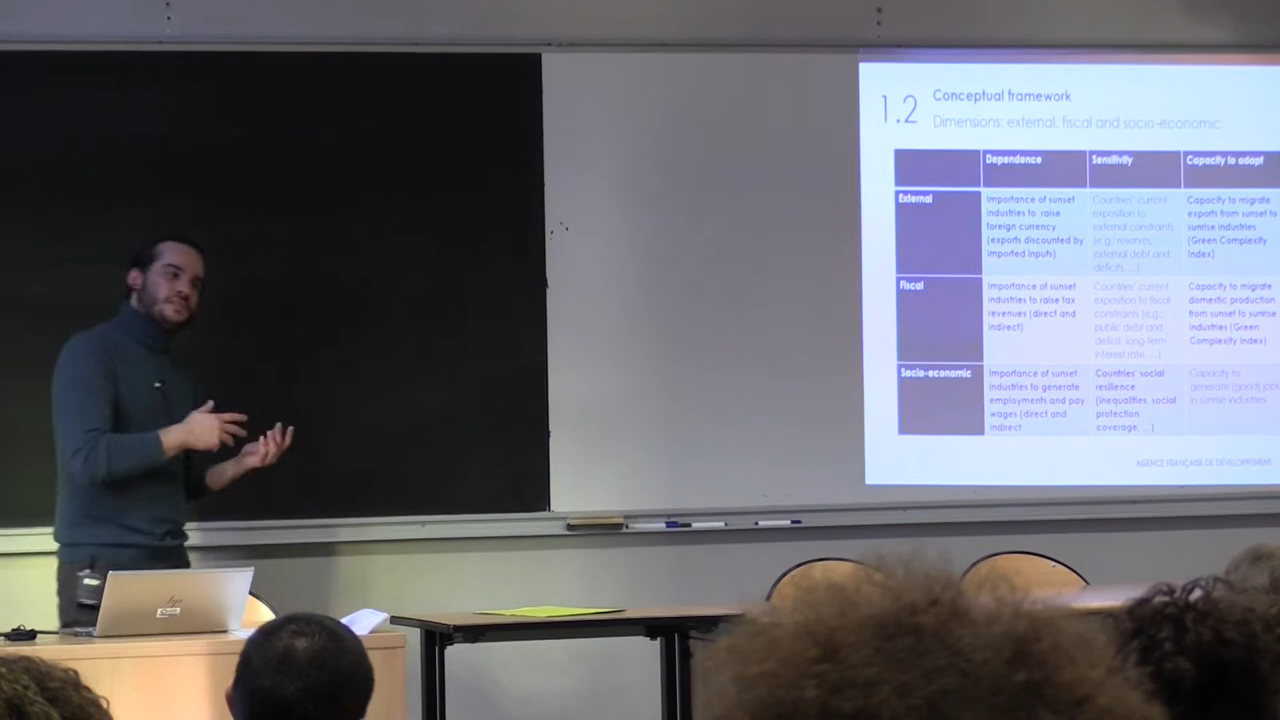 1.2
Conceptual framework
Dimensions: external, fiscal and socio-economic
Dependence
Sensitivity
Capacity to adapt
External
Importance of sunset
industries to raise
foreign currency
(exports discounted by
imported inputs)
Countries' current
exposition to
external constraints
(e.g.: reserves,
external debt and
deficits, ...)
Capacity to migrate
exports from sunset to
sunrise industries
(Green Complexity
Index)
Fiscal
Importance of sunset
industries to raise tax
revenues (direct and
indirect)
Countries' current
exposition to fiscal
constraints (e.g.:
public debt and
deficit, long-term
interest rate, ...)
Capacity to migrate
domestic production
from sunset to sunrise
industries (Green
Complexity Index)
Socio-economic
Importance of sunset
industries to generate
employments and pay
wages (direct and
indirect
Countries' social
resilience
(inequalities, social
protection
coverage, ...)
Capacity to
generate (good) jobs
in sunrise industries
AGENCE FRANÇAISE DE DÉVELOPPEMENT
hp